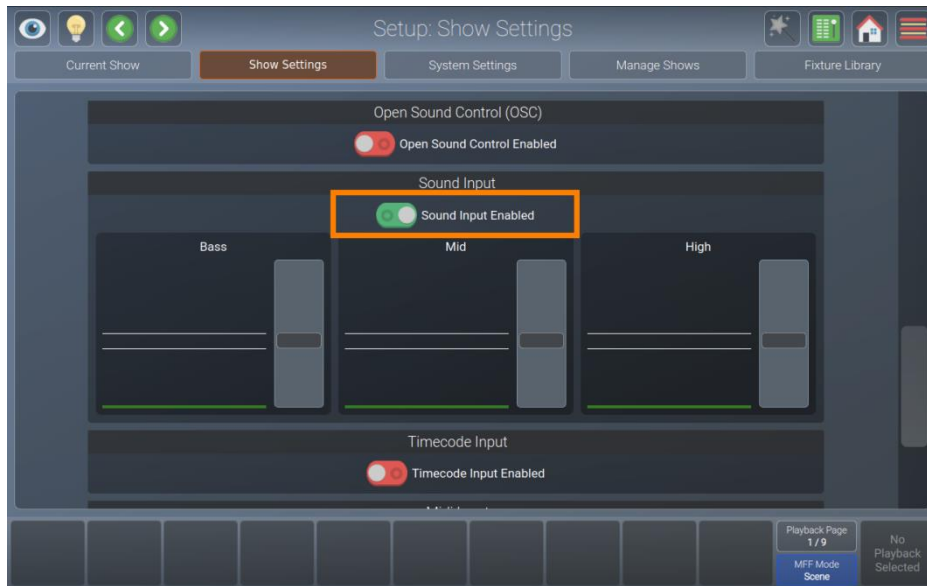 Setup: Show Settings
Current Show
Show Settings
System Settings
Manage Shows
Fixture Library
Open Sound Control (OSC)
Open Sound Control Enabled
Sound Input
Sound Input Enabled
Bass
Mid
High
Timecode Input
Timecode Input Enabled
Playback Page
1 / 9
MFF Mode
Scene
No
Playback
Selected